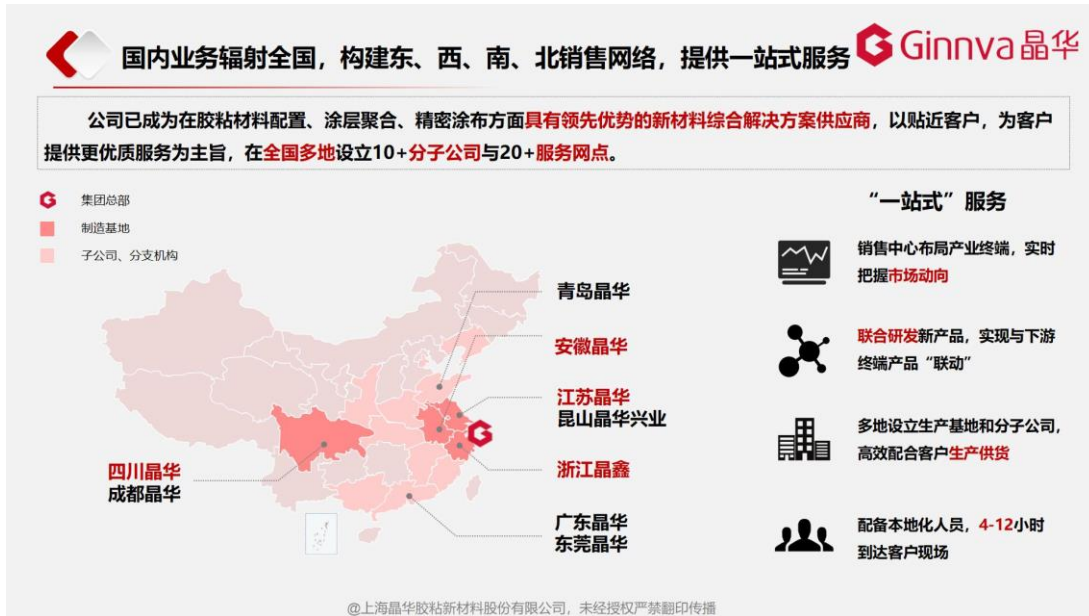 国内业务辐射全国，构建东、西、南、北销售网络，提供一站式服务
Ginnva晶华
公司已成为在胶粘材料配置、涂层聚合、精密涂布方面具有领先优势的新材料综合解决方案供应商，以贴近客户，为客户
提供更优质服务为主旨，在全国多地设立10+分子公司与20+服务网点。
集团总部
制造基地
子公司、分支机构
青岛晶华
安徽晶华
江苏晶华
昆山晶华兴业
浙江晶鑫
四川晶华
成都晶华
广东晶华
东莞晶华
“一站式”服务
销售中心布局产业终端，实时
把握市场动向
联合研发新产品，实现与下游
终端产品“联动”
多地设立生产基地和分子公司，
高效配合客户生产供货
配备本地化人员，4-12小时
到达客户现场
@上海晶华胶粘新材料股份有限公司，未经授权严禁翻印传播